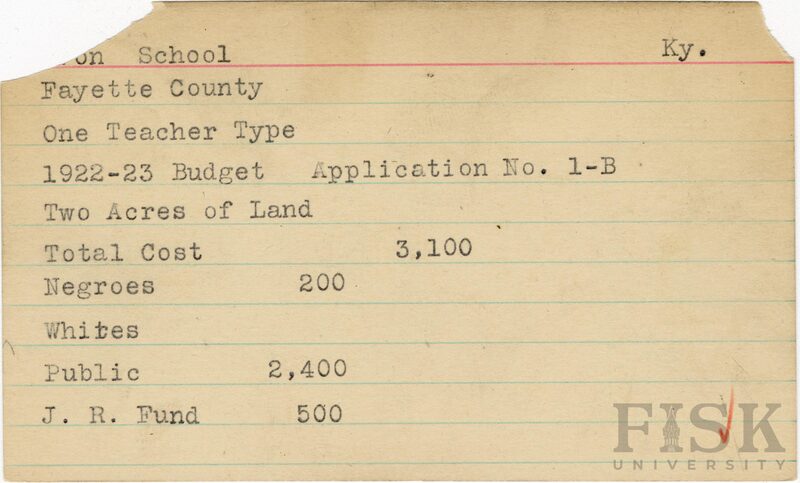 on School Ky.
Fayette County
One Teacher Type
1922-23 Budget Application No. 1-B
Two Acres of Land
Total Cost 3,100
Negroes 200
Whites
Public 2,400
J. R. Fund 500
FISK
UNIVERSITY